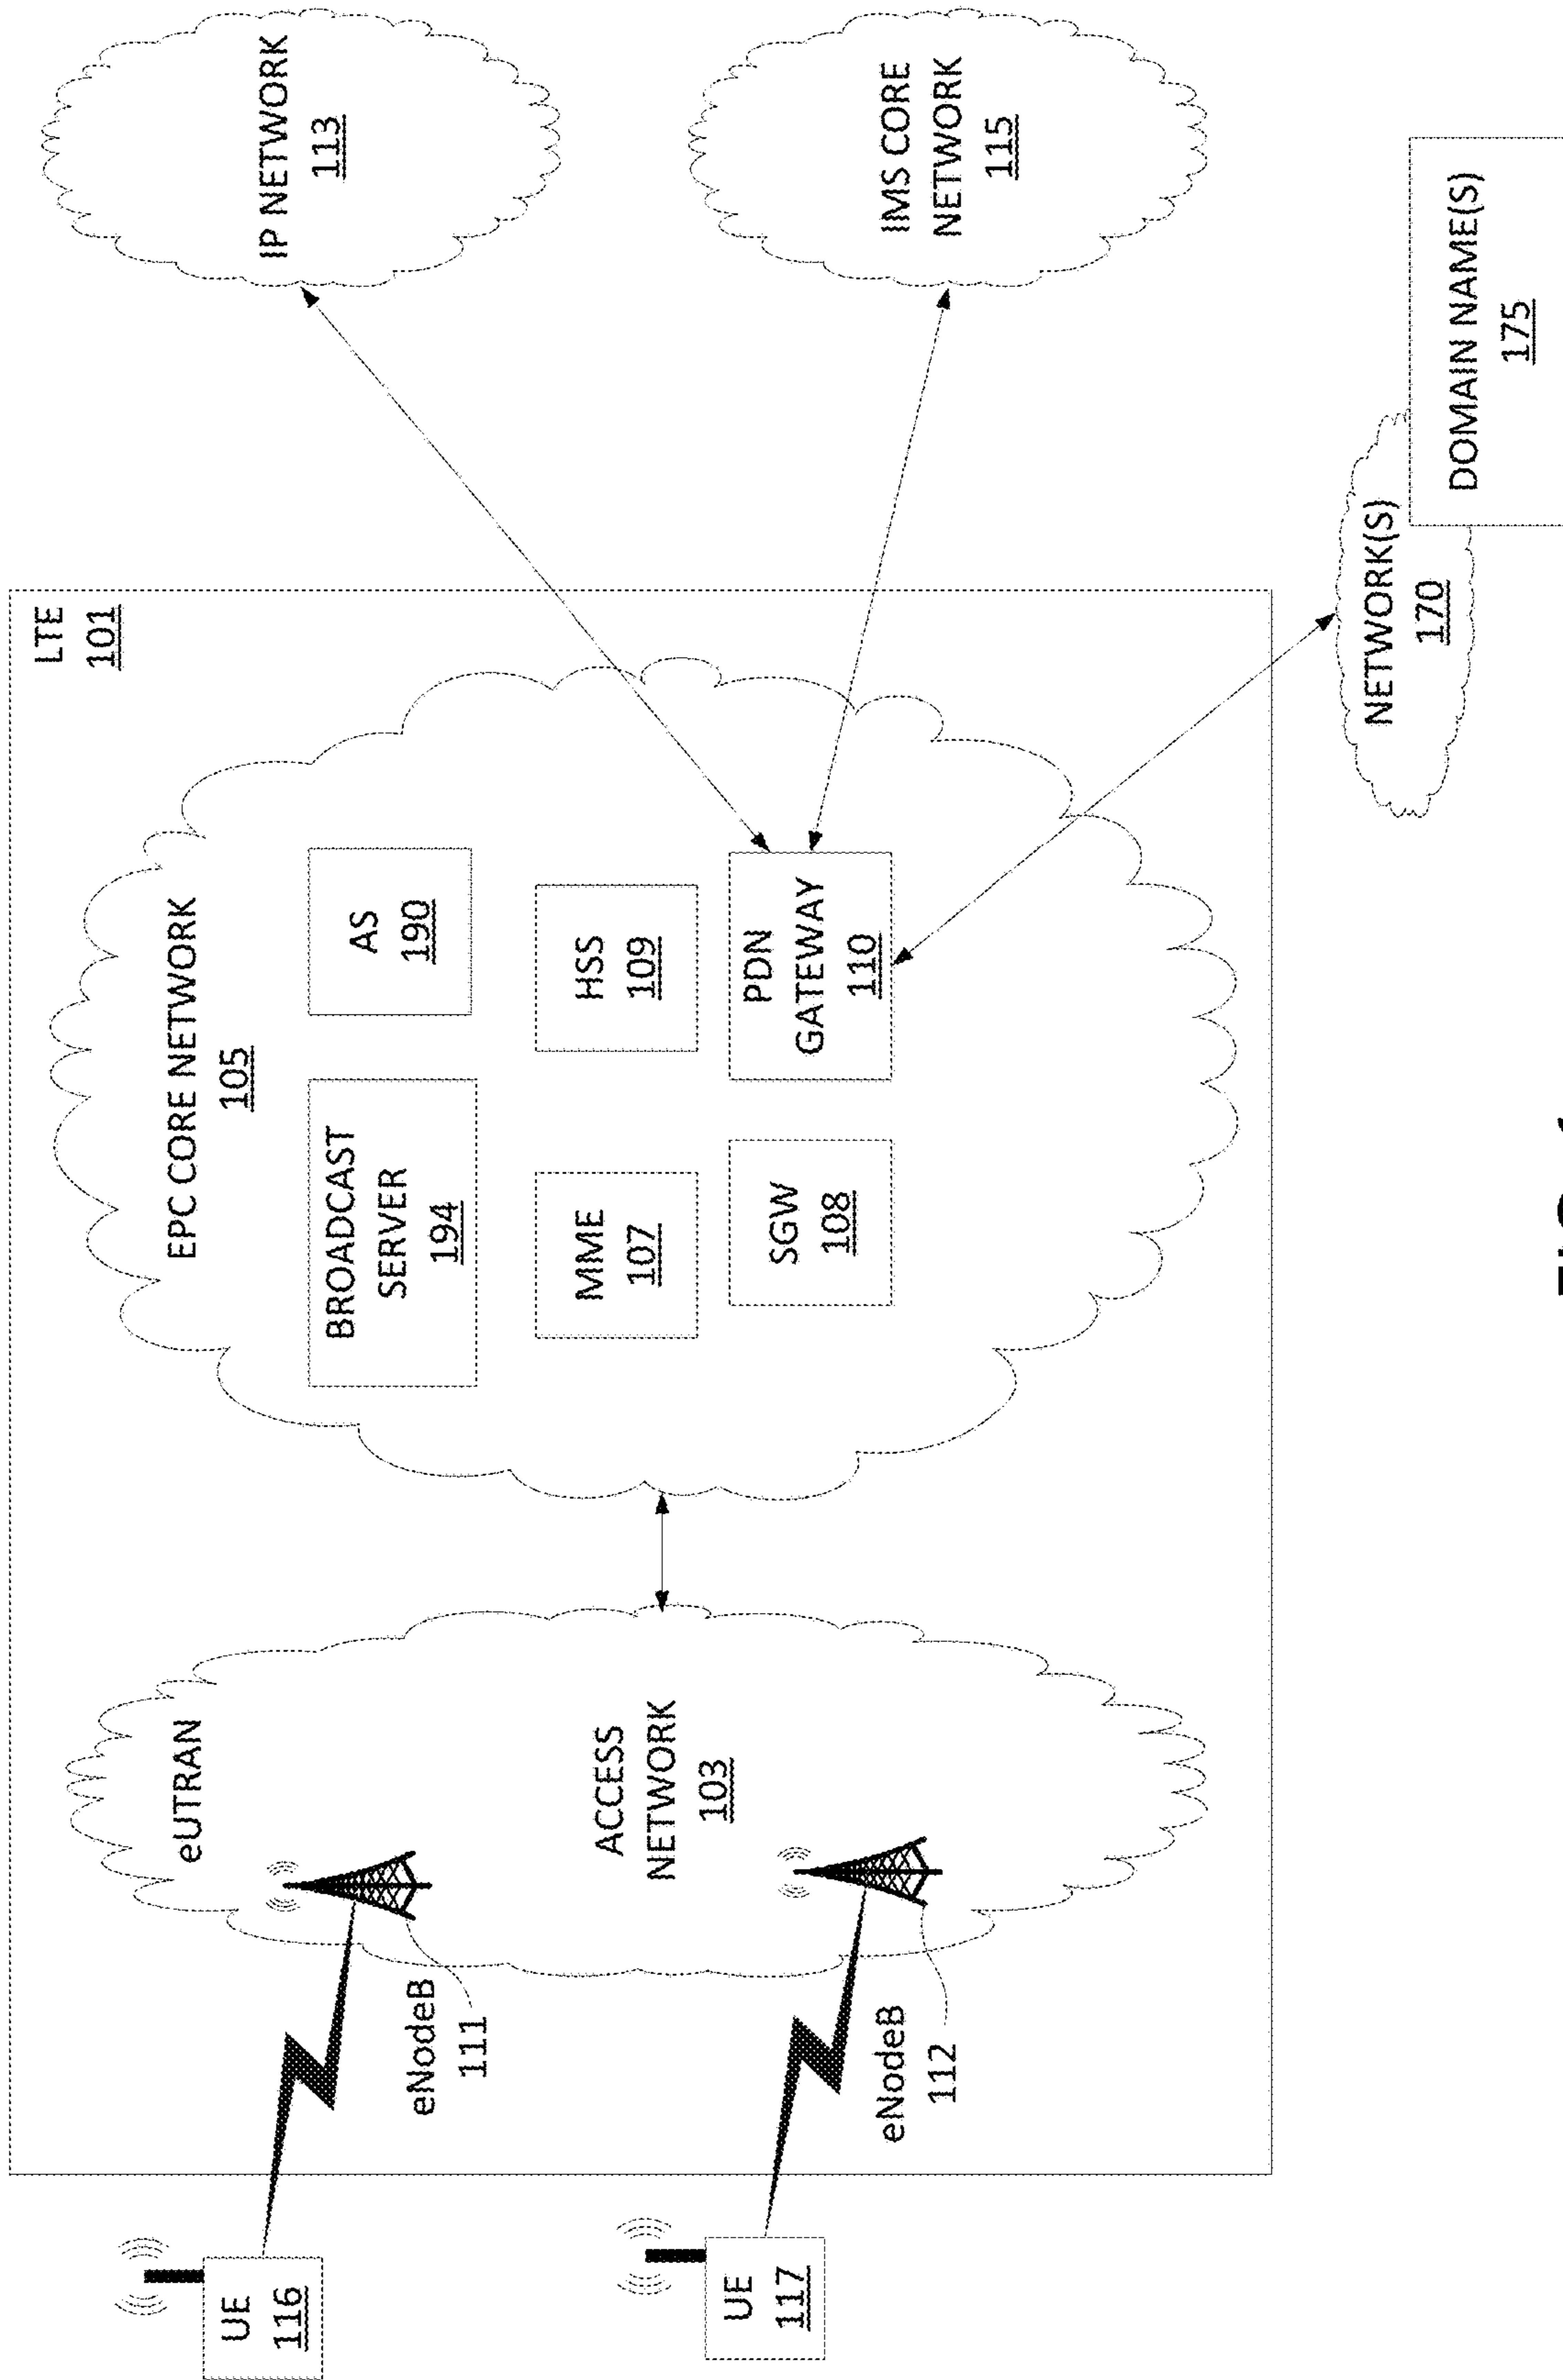 LTE
101
EPC CORE NETWORK
105
BROADCAST
SERVER
194
AS
190
MME
107
HSS
109
SGW
108
PDN
GATEWAY
110
eUTRAN
ACCESS
NETWORK
103
eNodeB
111
eNodeB
112
UE
116
UE
117
IP NETWORK
113
IMS CORE
NETWORK
115
NETWORK(S)
170
DOMAIN NAME(S)
175